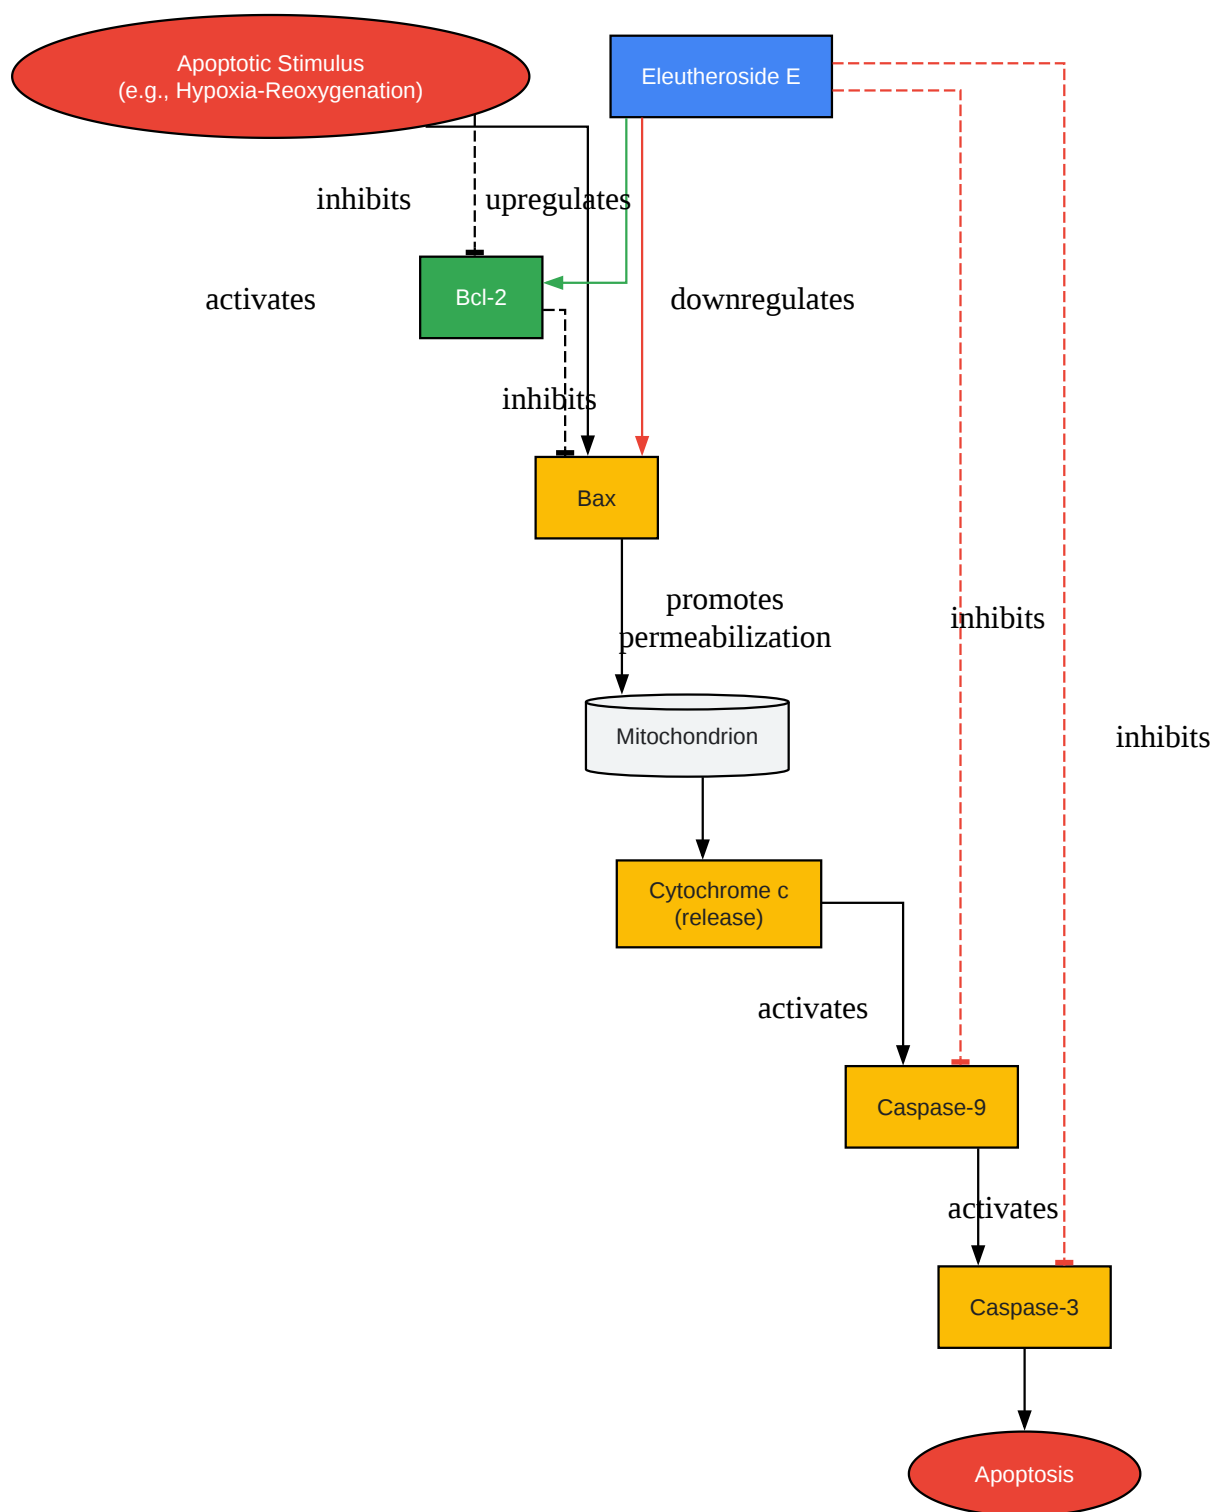 Apoptotic Stimulus
(e.g., Hypoxia-Reoxygenation)
Eleutheroside E
inhibits
upregulates
Bcl-2
activates
downregulates
inhibits
Bax
promotes
permeabilization
inhibits
Mitochondrion
inhibits
Cytochrome c
(release)
activates
Caspase-9
activates
Caspase-3
Apoptosis